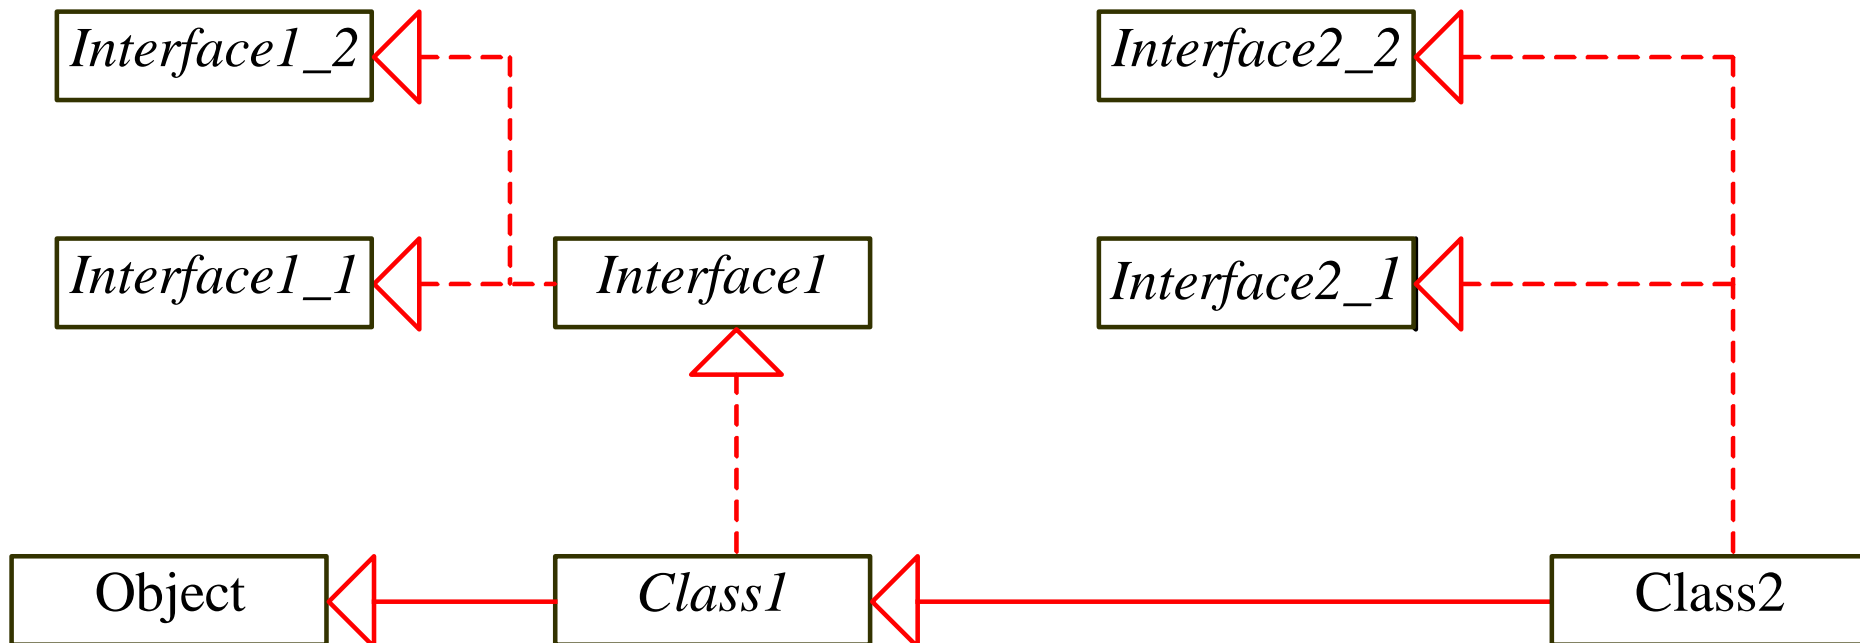 Interface1_2
Interface2_2
Interface1_1
Interface1
Interface2_1
Object
Class1
Class2